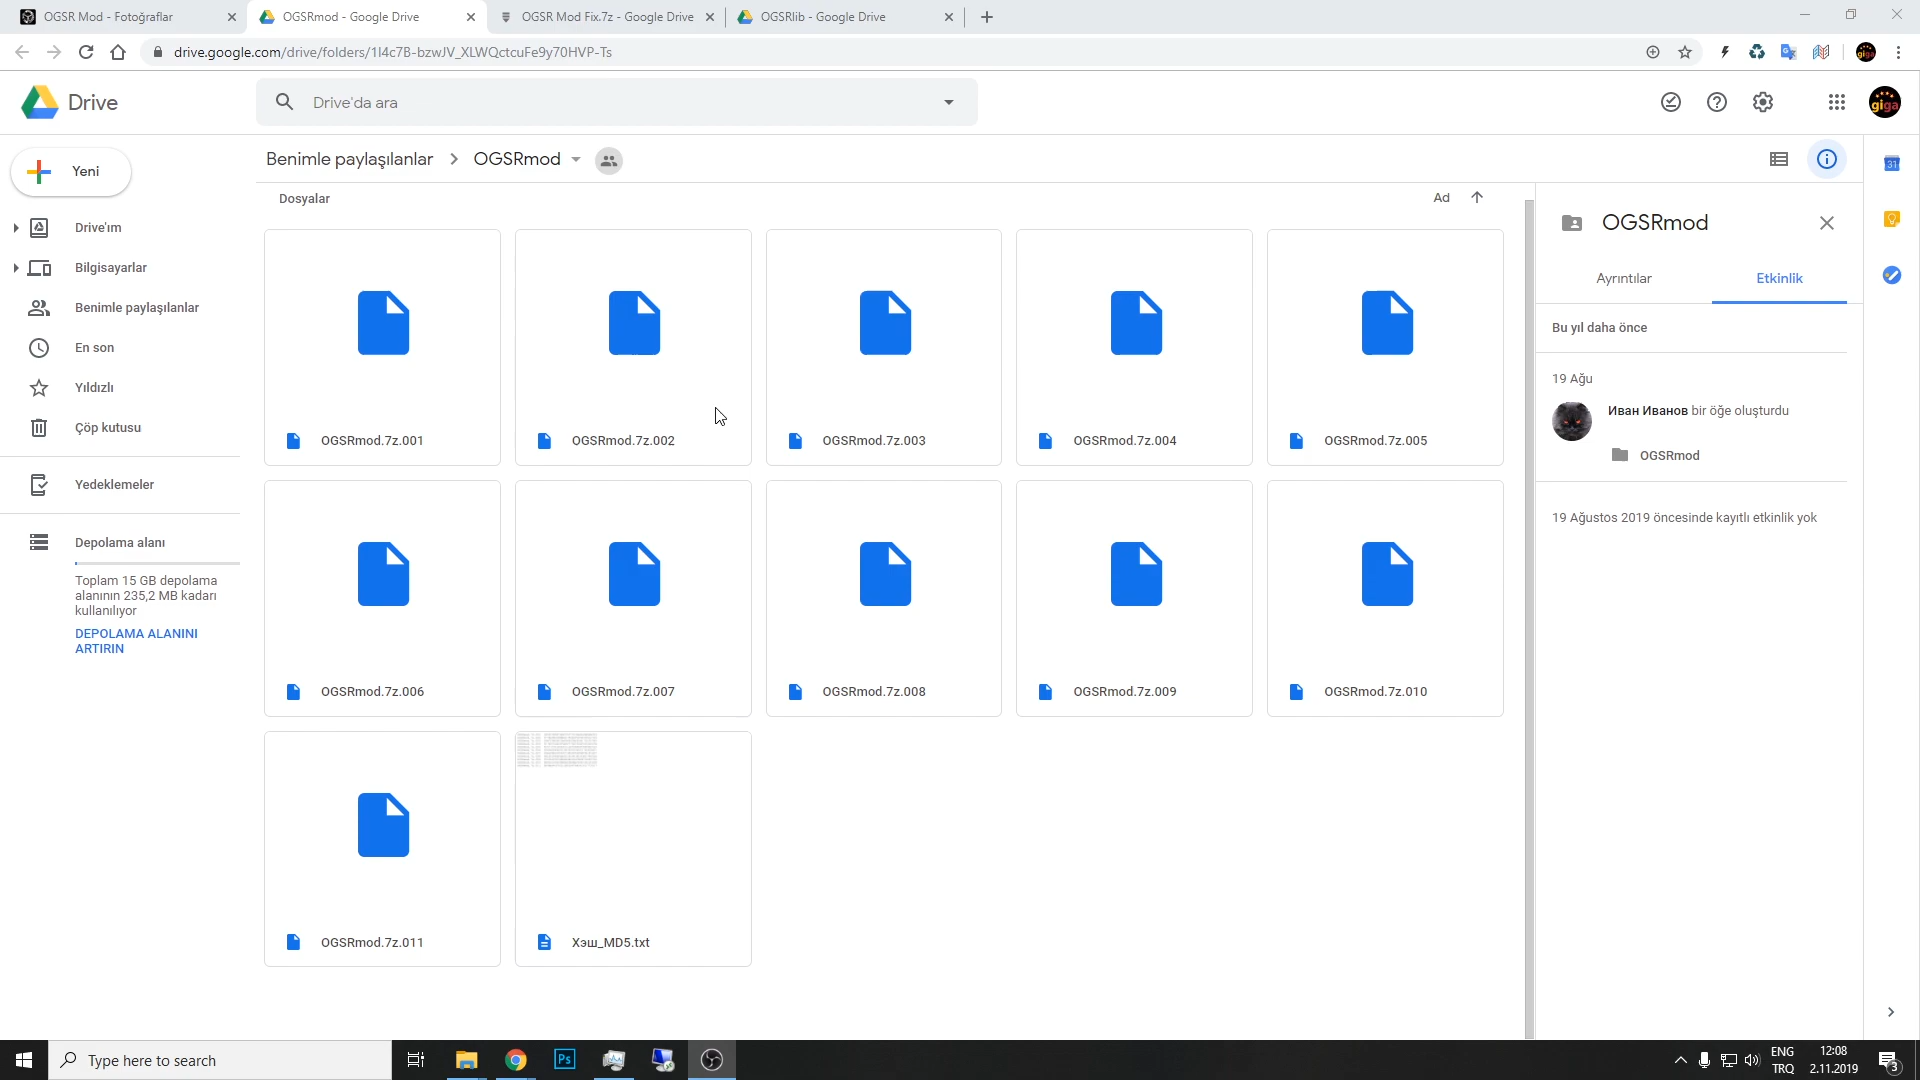 OGSR Mod - Fotoğraflar
OGSRmod - Google Drive
OGSR Mod Fix.7z - Google Drive
OGSRlib - Google Drive
drive.google.com/drive/folders/1I4c7B-bzwJV_XLWQctcuFe9y70HVP-Ts
giga
Drive
Drive'da ara
giga
Yeni
Benimle paylaşılanlar
OGSRmod
31
Dosyalar
Ad
OGSRmod
Drive'ım
Bilgisayarlar
Benimle paylaşılanlar
En son
Yıldızlı
Çöp kutusu
Yedeklemeler
Depolama alanı
Toplam 15 GB depolama
alanının 235,2 MB kadarı
kullanılıyor
DEPOLAMA ALANINI
ARTIRIN
OGSRmod.7z.001
OGSRmod.7z.002
OGSRmod.7z.003
OGSRmod.7z.004
OGSRmod.7z.005
OGSRmod.7z.006
OGSRmod.7z.007
OGSRmod.7z.008
OGSRmod.7z.009
OGSRmod.7z.010
OGSRmod.7z.011
Хэш_MD5.txt
Ayrıntılar
Etkinlik
Bu yıl daha önce
19 Ağu
Иван Иванов bir öğe oluşturdu
OGSRmod
19 Ağustos 2019 öncesinde kayıtlı etkinlik yok
Type here to search
Ps
ENG
TRQ
12:08
2.11.2019
3